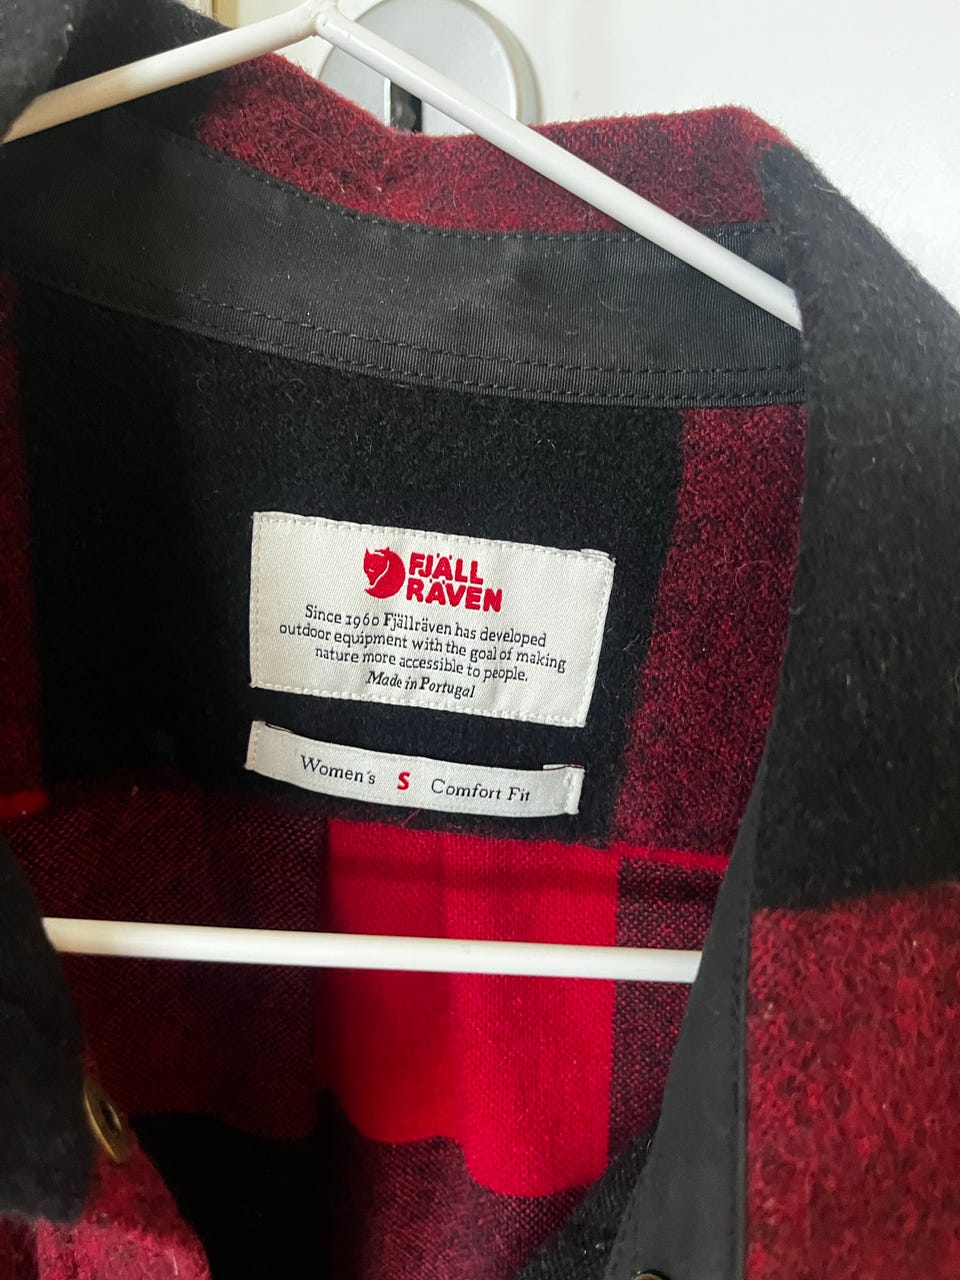 FJÄLL
RÄVEN
Since 1960 Fjällräven has developed
outdoor equipment with the goal of making
nature more accessible to people.
Made in Portugal
Women's S Comfort Fit